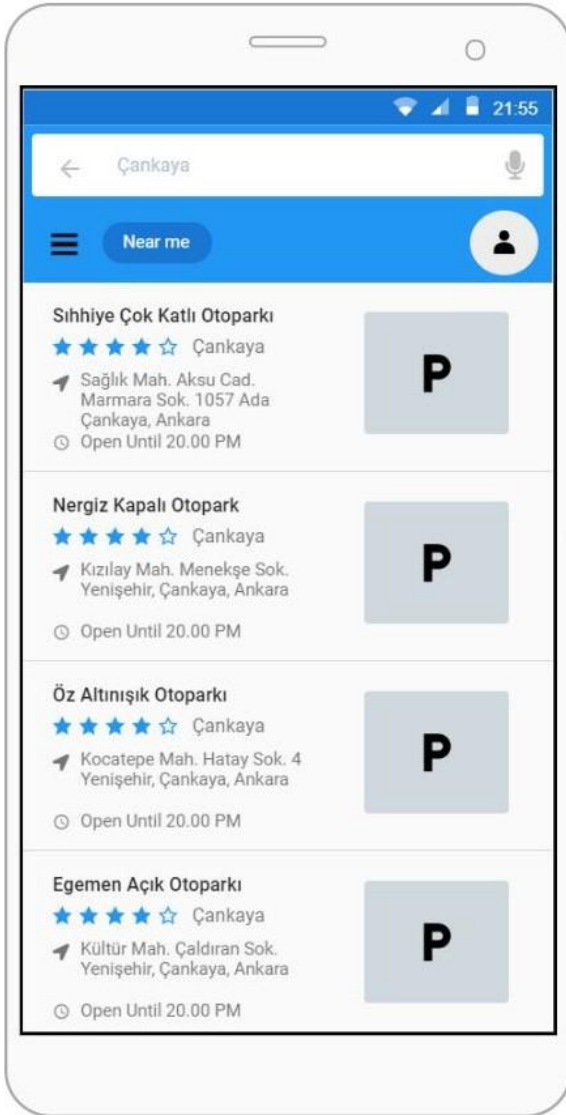 21:55
Çankaya
Near me
Sıhhiye Çok Katlı Otoparkı
Çankaya
Sağlık Mah. Aksu Cad.
Marmara Sok. 1057 Ada
Çankaya, Ankara
Open Until 20.00 PM
P
Nergiz Kapalı Otopark
Çankaya
Kızılay Mah. Menekşe Sok.
Yenişehir, Çankaya, Ankara
Open Until 20.00 PM
P
Öz Altınışık Otoparkı
Çankaya
Kocatepe Mah. Hatay Sok. 4
Yenişehir, Çankaya, Ankara
Open Until 20.00 PM
P
Egemen Açık Otoparkı
Çankaya
Kültür Mah. Çaldıran Sok.
Yenişehir, Çankaya, Ankara
Open Until 20.00 PM
P